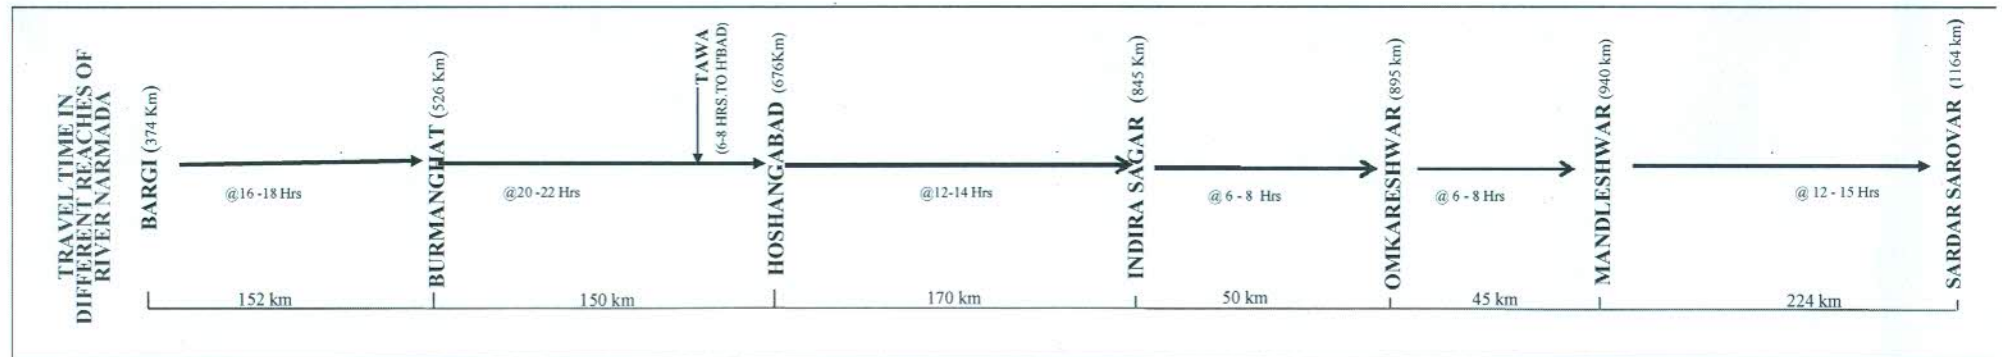 TRAVEL TIME IN
DIFFERENT REACHES OF
RIVER NARMADA
BARGI (374 Km)
@16 -18 Hrs
BURMANGHAT (526 Km)
@20 -22 Hrs
TAWA
(6-8 HRS.TO H'BAD)
HOSHANGABAD (676Km)
@12-14 Hrs
INDIRA SAGAR (845 Km)
@ 6 - 8 Hrs
OMKARESHWAR (895 km)
@ 6 - 8 Hrs
MANDLESHWAR (940 km)
@ 12 - 15 Hrs
SARDAR SAROVAR (1164 km)
152 km
150 km
170 km
50 km
45 km
224 km